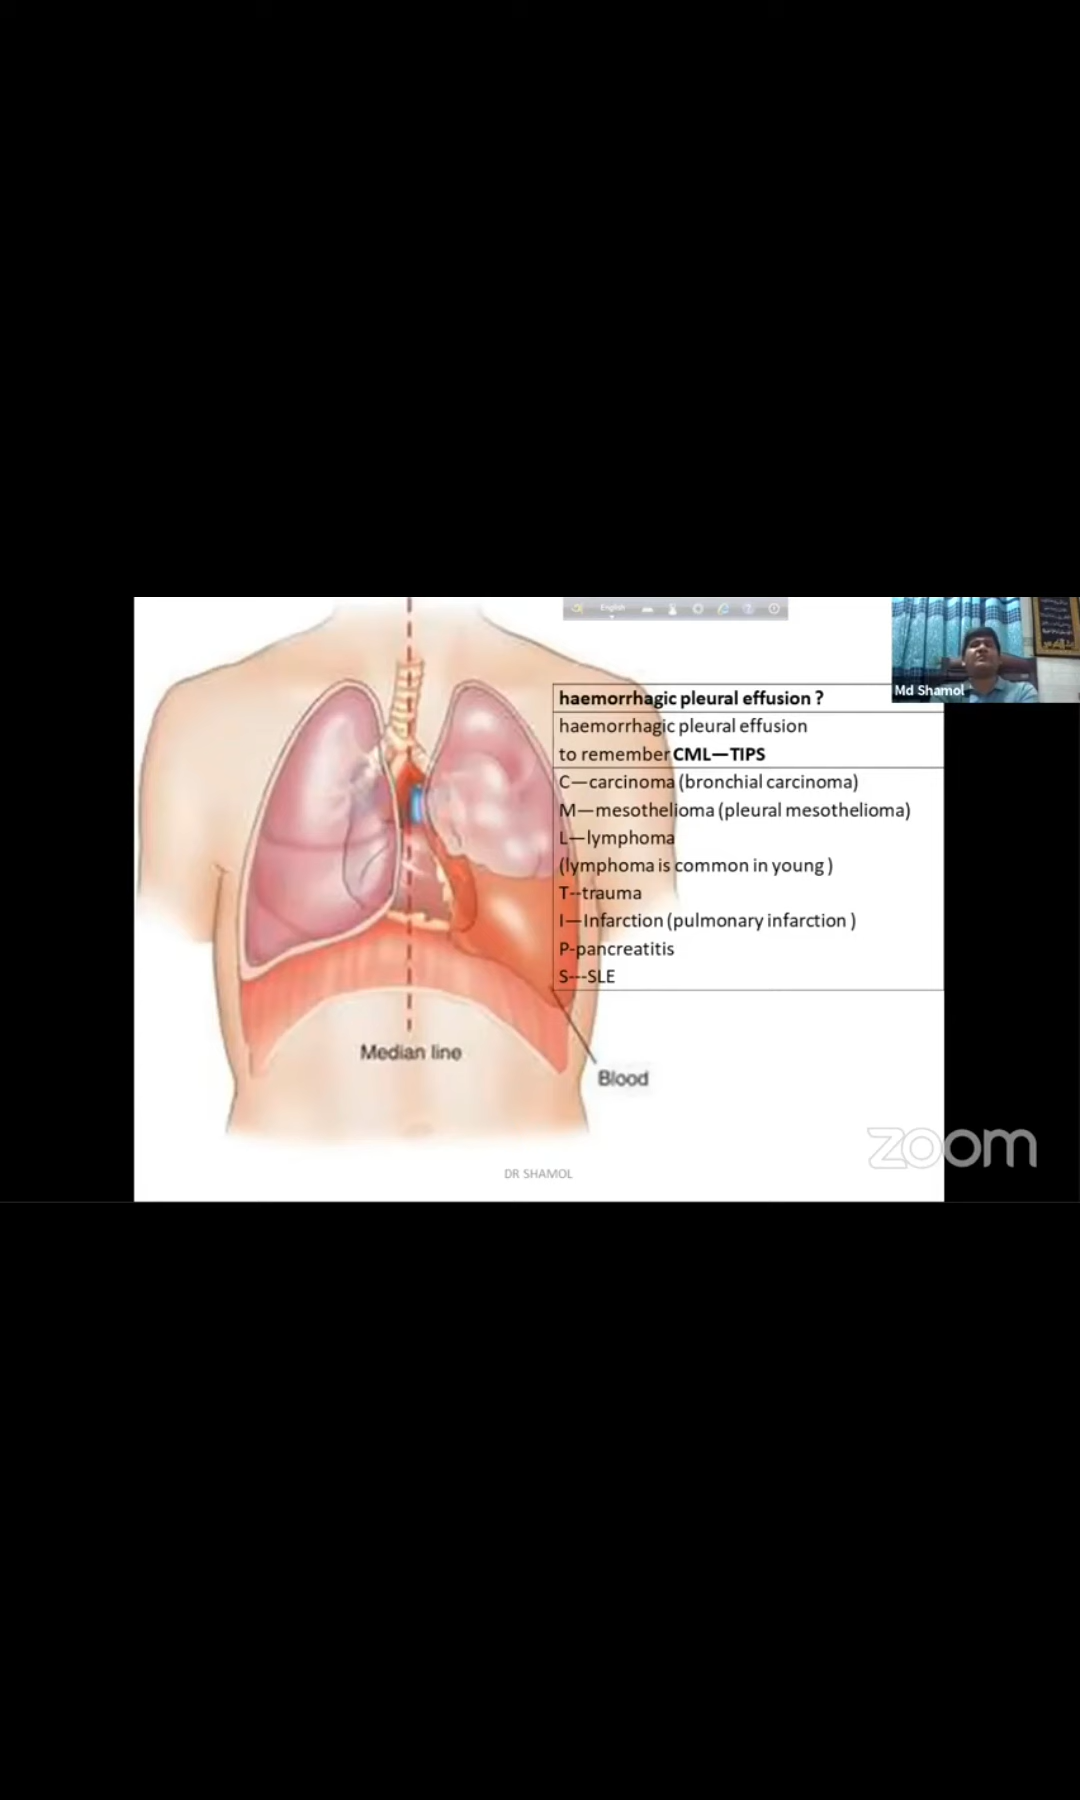 English
Md Shamol
haemorrhagic pleural effusion ?
haemorrhagic pleural effusion
to remember CML—TIPS
C—carcinoma (bronchial carcinoma)
M—mesothelioma (pleural mesothelioma)
L—lymphoma
(lymphoma is common in young )
T--trauma
I—Infarction (pulmonary infarction )
P-pancreatitis
S---SLE
Median line
Blood
zoom
DR SHAMOL